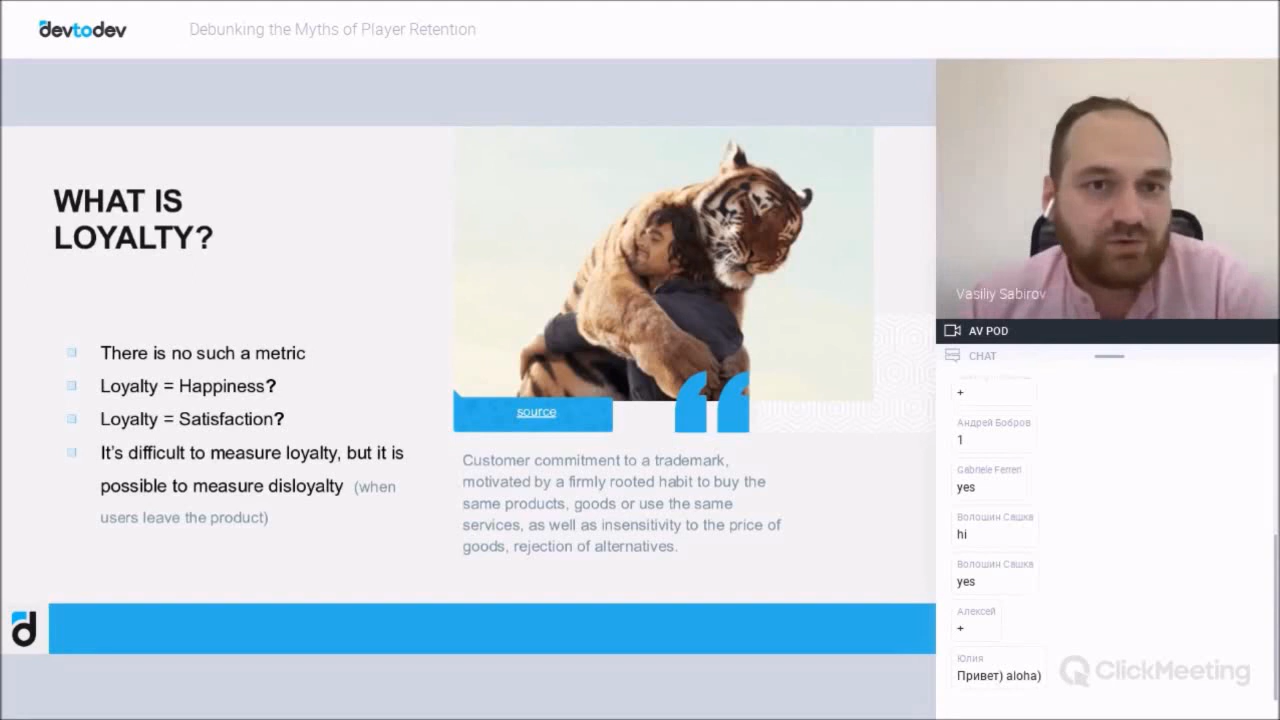 devtodev
Debunking the Myths of Player Retention
WHAT IS
LOYALTY?
There is no such a metric
Loyalty = Happiness?
Loyalty = Satisfaction?
It's difficult to measure loyalty, but it is
possible to measure disloyalty (when
users leave the product)
source
“
Customer commitment to a trademark,
motivated by a firmly rooted habit to buy the
same products, goods or use the same
services, as well as insensitivity to the price of
goods, rejection of alternatives.
d
Vasiliy Sabirov
AV POD
CHAT
+
Андрей Бобров
1
Gabriele Ferreri
yes
Волошин Сашка
hi
Волошин Сашка
yes
Алексей
+
Юлия
Привет) aloha)
ClickMeeting